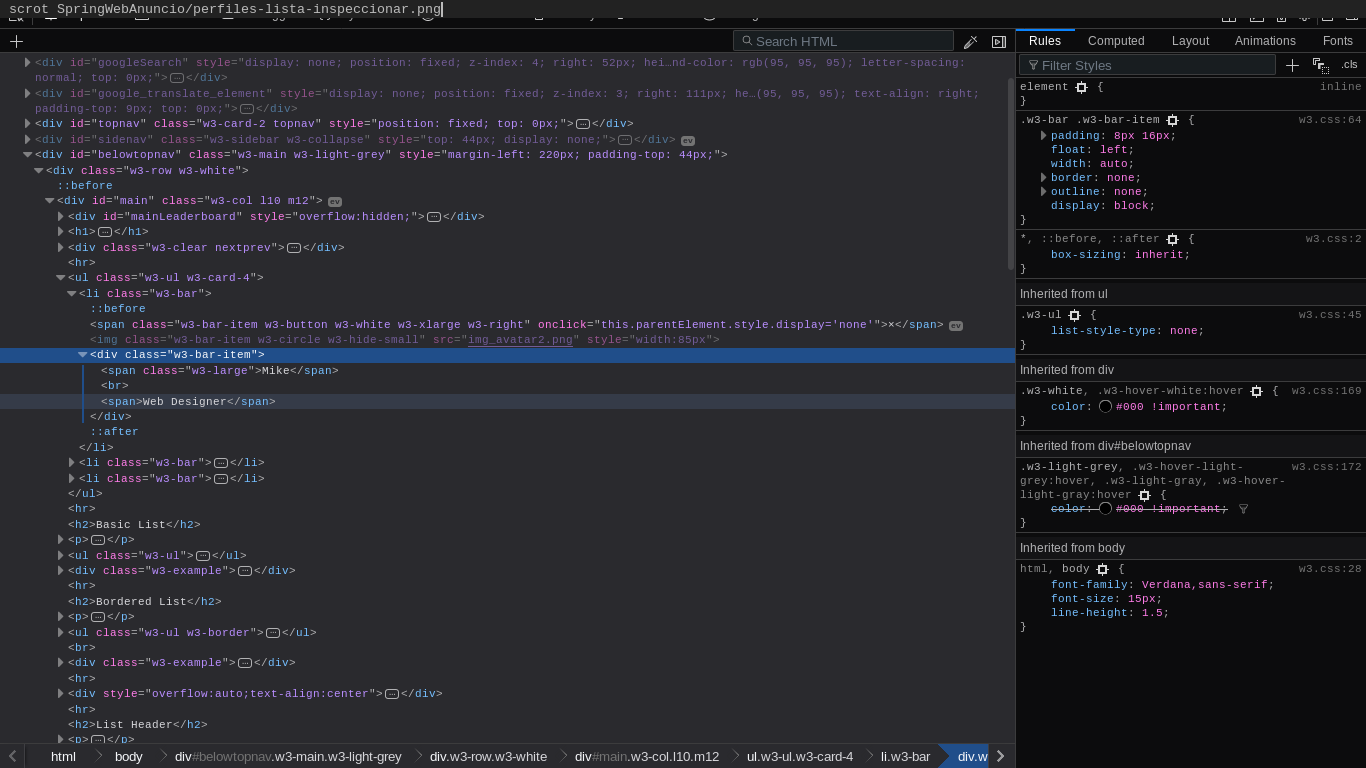 scrot SpringWebAnuncio/perfiles-lista-inspeccionar.png
Search HTML
<div id="googleSearch" style="display: none; position: fixed; z-index: 4; right: 52px; hei…nd-color: rgb(95, 95, 95); letter-spacing:
normal; top: 0px;">⋯</div>
<div id="google_translate_element" style="display: none; position: fixed; z-index: 3; right: 111px; he…(95, 95, 95); text-align: right;
padding-top: 9px; top: 0px;">⋯</div>
<div id="topnav" class="w3-card-2 topnav" style="position: fixed; top: 0px;">⋯</div>
<div id="sidenav" class="w3-sidebar w3-collapse" style="top: 44px; display: none;">⋯</div> ev
<div id="belowtopnav" class="w3-main w3-light-grey" style="margin-left: 220px; padding-top: 44px;">
<div class="w3-row w3-white">
::before
<div id="main" class="w3-col l10 m12"> ev
<div id="mainLeaderboard" style="overflow:hidden;">⋯</div>
<h1>⋯</h1>
<div class="w3-clear nextprev">⋯</div>
<hr>
<ul class="w3-ul w3-card-4">
<li class="w3-bar">
::before
<span class="w3-bar-item w3-button w3-white w3-xlarge w3-right" onclick="this.parentElement.style.display='none'">×</span> ev
<img class="w3-bar-item w3-circle w3-hide-small" src="img_avatar2.png" style="width:85px">
<div class="w3-bar-item">
<span class="w3-large">Mike</span>
<br>
<span>Web Designer</span>
</div>
::after
</li>
<li class="w3-bar">⋯</li>
<li class="w3-bar">⋯</li>
</ul>
<hr>
<h2>Basic List</h2>
<p>⋯</p>
<ul class="w3-ul">⋯</ul>
<div class="w3-example">⋯</div>
<hr>
<h2>Bordered List</h2>
<p>⋯</p>
<ul class="w3-ul w3-border">⋯</ul>
<br>
<div class="w3-example">⋯</div>
<hr>
<div style="overflow:auto;text-align:center">⋯</div>
<hr>
<h2>List Header</h2>
<p>⋯</p>
html body div#belowtopnav.w3-main.w3-light-grey div.w3-row.w3-white div#main.w3-col.l10.m12 ul.w3-ul.w3-card-4 li.w3-bar div.w
Rules Computed Layout Animations Fonts
Filter Styles .cls
element { inline
}
.w3-bar .w3-bar-item { w3.css:64
padding: 8px 16px;
float: left;
width: auto;
border: none;
outline: none;
display: block;
}
*, ::before, ::after { w3.css:2
box-sizing: inherit;
}
Inherited from ul
.w3-ul { w3.css:45
list-style-type: none;
}
Inherited from div
.w3-white, .w3-hover-white:hover { w3.css:169
color: #000 !important;
}
Inherited from div#belowtopnav
.w3-light-grey, .w3-hover-light- w3.css:172
grey:hover, .w3-light-gray, .w3-hover-
light-gray:hover {
color: #000 !important;
}
Inherited from body
html, body { w3.css:28
font-family: Verdana,sans-serif;
font-size: 15px;
line-height: 1.5;
}